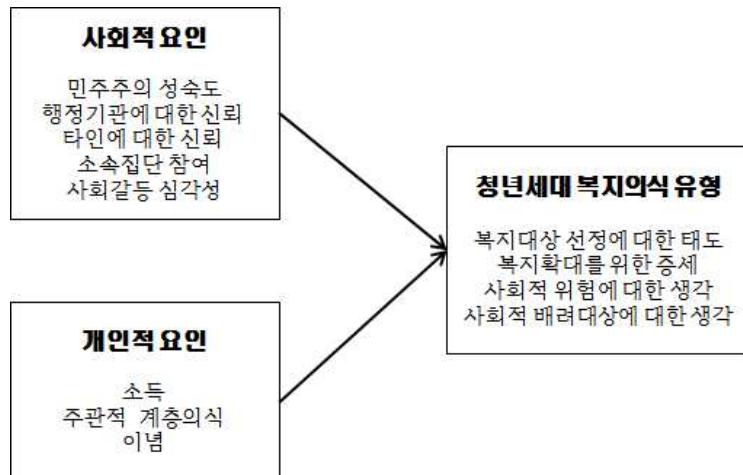 사회적 요인
민주주의 성숙도
행정기관에 대한 신뢰
타인에 대한 신뢰
소속집단 참여
사회갈등 심각성
개인적 요인
소득
주관적 계층의식
이념
청년세대 복지의식 유형
복지대상 선정에 대한 태도
복지확대를 위한 증세
사회적 위험에 대한 생각
사회적 배려대상에 대한 생각